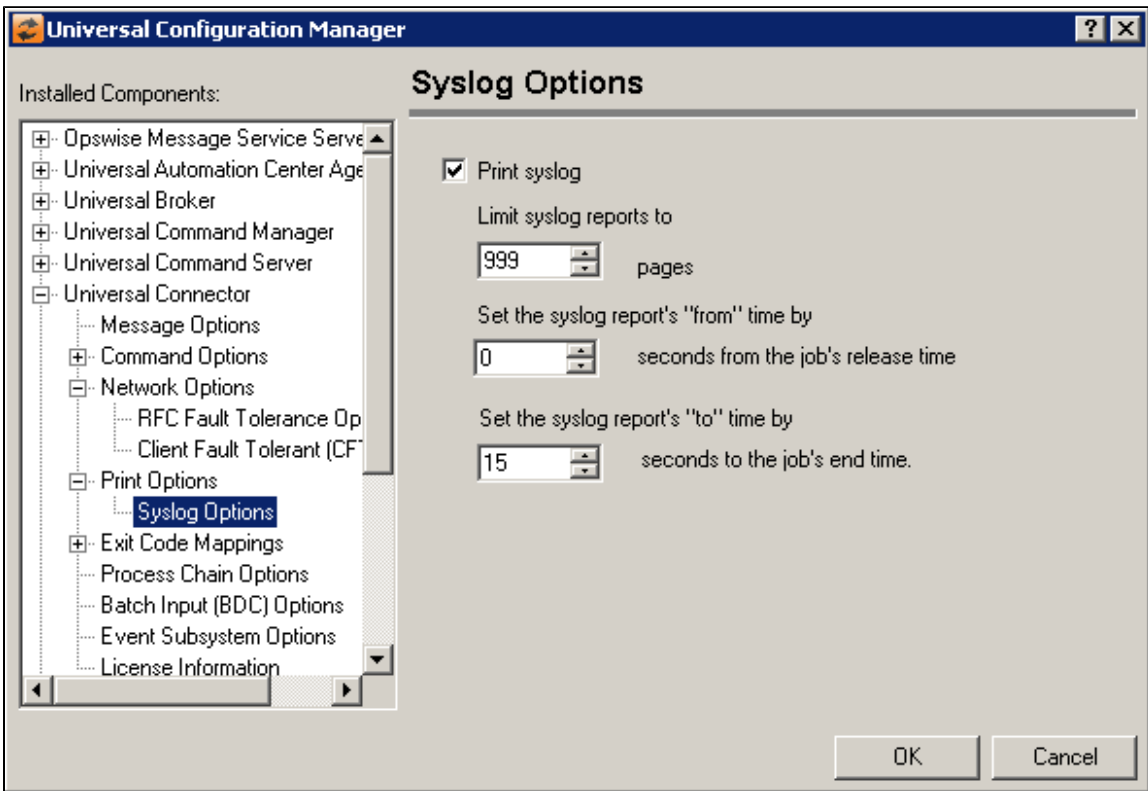 Universal Configuration Manager
Installed Components:
Opswise Message Service Serve
Universal Automation Center Age
Universal Broker
Universal Command Manager
Universal Command Server
Universal Connector
Message Options
Command Options
Network Options
RFC Fault Tolerance Op
Client Fault Tolerant (CF
Print Options
Syslog Options
Exit Code Mappings
Process Chain Options
Batch Input (BDC) Options
Event Subsystem Options
License Information
Syslog Options
Print syslog
Limit syslog reports to
999 pages
Set the syslog report's "from" time by
0 seconds from the job's release time
Set the syslog report's "to" time by
15 seconds to the job's end time.
OK Cancel